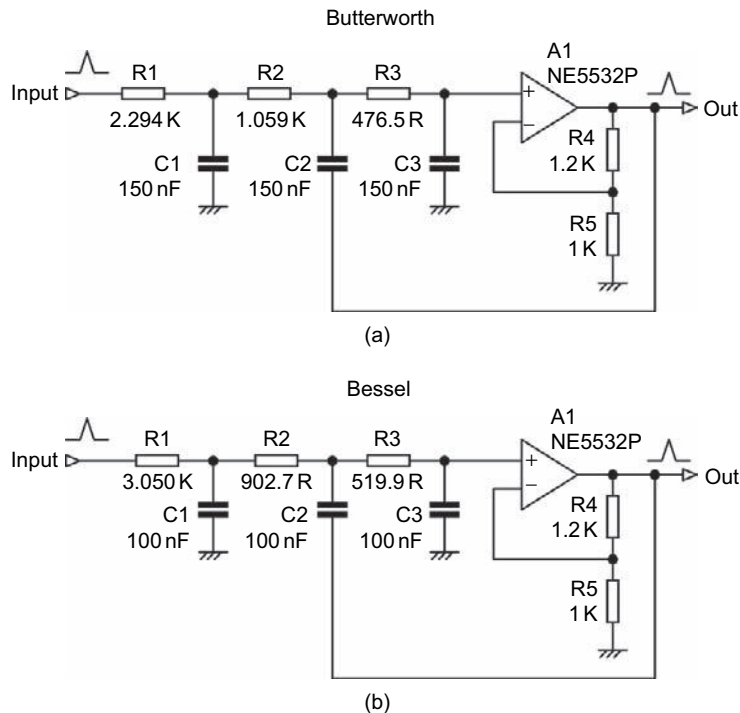 Butterworth
A1
NE5532P
R1
R2
R3
Input
+
−
Out
2.294 K
1.059 K
476.5 R
R4
1.2 K
C1
150 nF
C2
150 nF
C3
150 nF
R5
1 K
(a)
Bessel
A1
NE5532P
R1
R2
R3
Input
+
−
Out
3.050 K
902.7 R
519.9 R
R4
1.2 K
C1
100 nF
C2
100 nF
C3
100 nF
R5
1 K
(b)